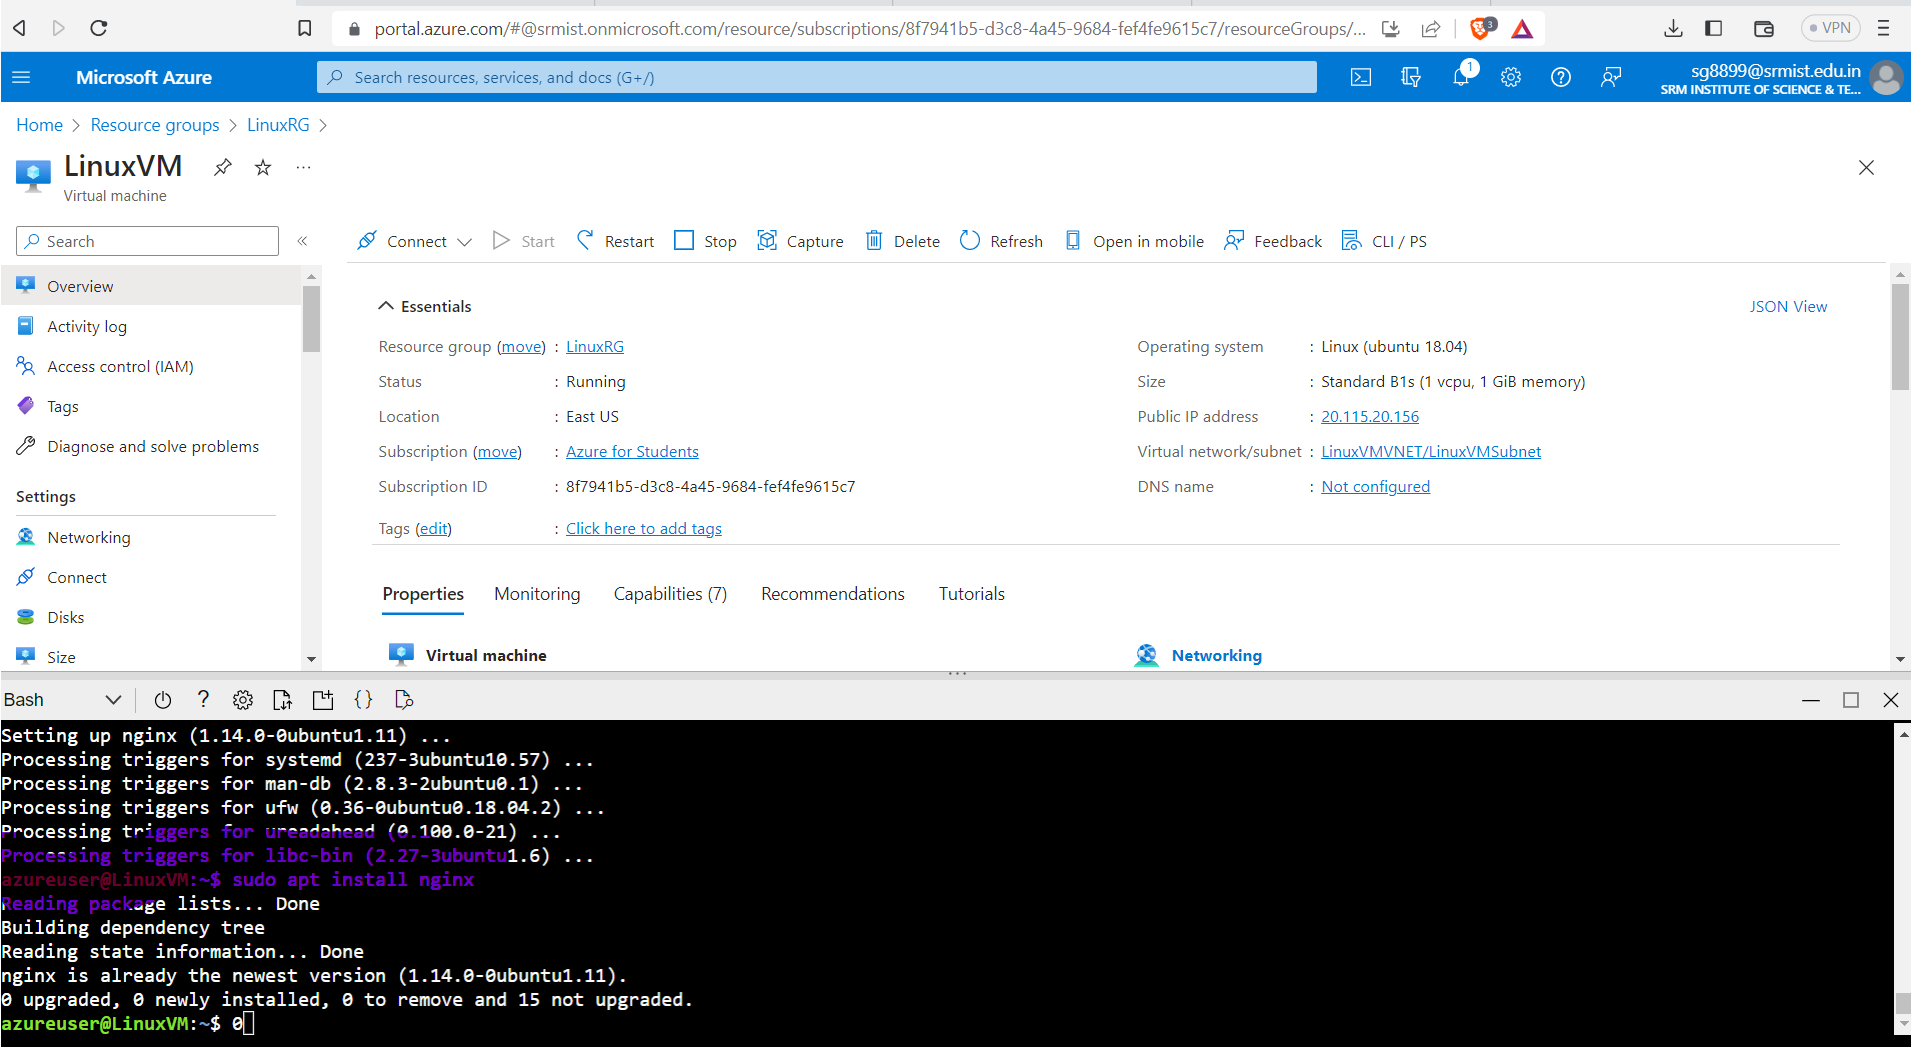 portal.azure.com/#@srmist.onmicrosoft.com/resource/subscriptions/8f7941b5-d3c8-4a45-9684-fef4fe9615c7/resourceGroups/...
3
VPN
Microsoft Azure
Search resources, services, and docs (G+/)
1
sg8899@srmist.edu.in
SRM INSTITUTE OF SCIENCE & TE...
Home > Resource groups > LinuxRG >
LinuxVM
Virtual machine
Search
Connect
Start
Restart
Stop
Capture
Delete
Refresh
Open in mobile
Feedback
CLI / PS
Overview
Activity log
Access control (IAM)
Tags
Diagnose and solve problems
Settings
Networking
Connect
Disks
Size
Essentials
JSON View
Resource group (move) : LinuxRG
Status : Running
Location : East US
Subscription (move) : Azure for Students
Subscription ID : 8f7941b5-d3c8-4a45-9684-fef4fe9615c7
Tags (edit) : Click here to add tags
Operating system : Linux (ubuntu 18.04)
Size : Standard B1s (1 vcpu, 1 GiB memory)
Public IP address : 20.115.20.156
Virtual network/subnet : LinuxVMVNET/LinuxVMSubnet
DNS name : Not configured
Properties
Monitoring
Capabilities (7)
Recommendations
Tutorials
Virtual machine
Networking
Bash
?
{}
Setting up nginx (1.14.0-0ubuntu1.11) ...
Processing triggers for systemd (237-3ubuntu10.57) ...
Processing triggers for man-db (2.8.3-2ubuntu0.1) ...
Processing triggers for ufw (0.36-0ubuntu0.18.04.2) ...
Processing triggers for ureadahead (0.100.0-21) ...
Processing triggers for libc-bin (2.27-3ubuntu1.6) ...
azureuser@LinuxVM:~$ sudo apt install nginx
Reading package lists... Done
Building dependency tree
Reading state information... Done
nginx is already the newest version (1.14.0-0ubuntu1.11).
0 upgraded, 0 newly installed, 0 to remove and 15 not upgraded.
azureuser@LinuxVM:~$ 0